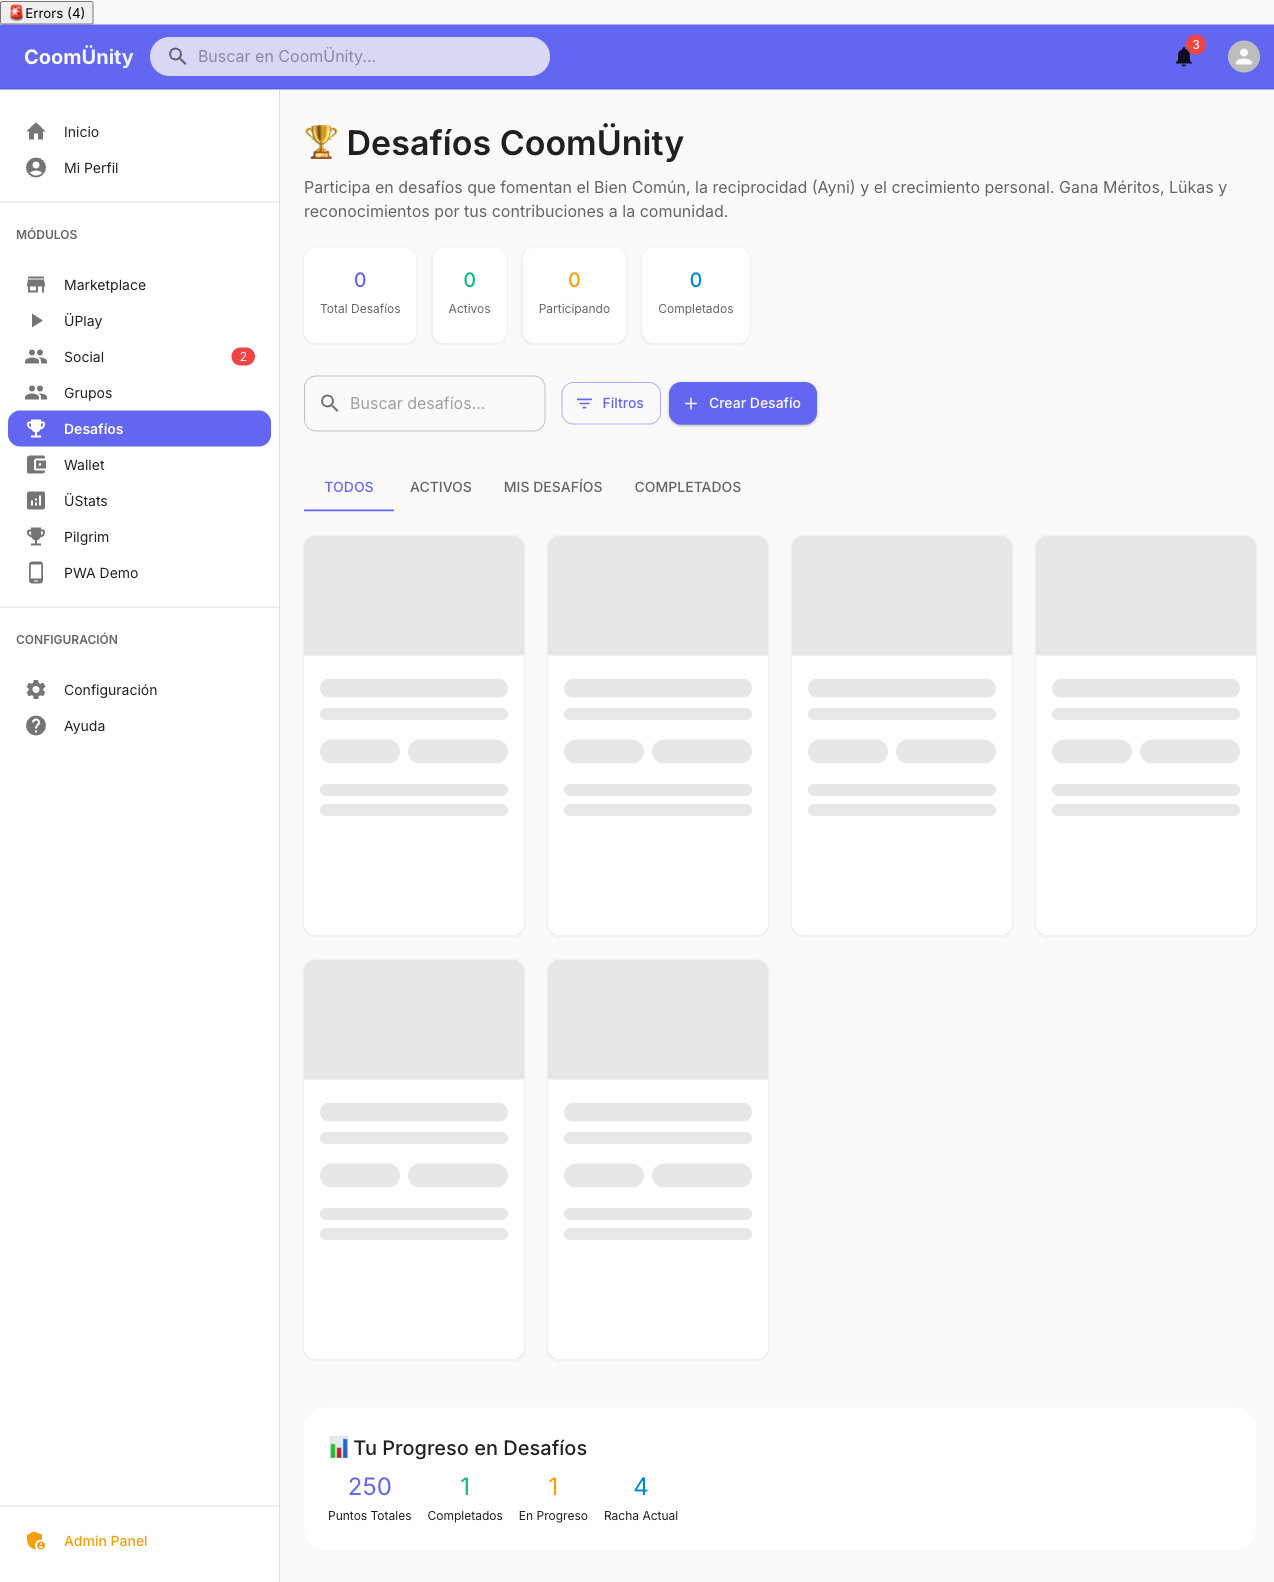 Errors (4)
CoomÜnity
Buscar en CoomÜnity...
3
Inicio
Mi Perfil
MÓDULOS
Marketplace
ÜPlay
Social
2
Grupos
Desafíos
Wallet
ÜStats
Pilgrim
PWA Demo
CONFIGURACIÓN
Configuración
Ayuda
Admin Panel
Desafíos CoomÜnity
Participa en desafíos que fomentan el Bien Común, la reciprocidad (Ayni) y el crecimiento personal. Gana Méritos, Lükas y
reconocimientos por tus contribuciones a la comunidad.
0
Total Desafíos
0
Activos
0
Participando
0
Completados
Buscar desafíos...
Filtros
Crear Desafío
TODOS
ACTIVOS
MIS DESAFÍOS
COMPLETADOS
Tu Progreso en Desafíos
250
Puntos Totales
1
Completados
1
En Progreso
4
Racha Actual